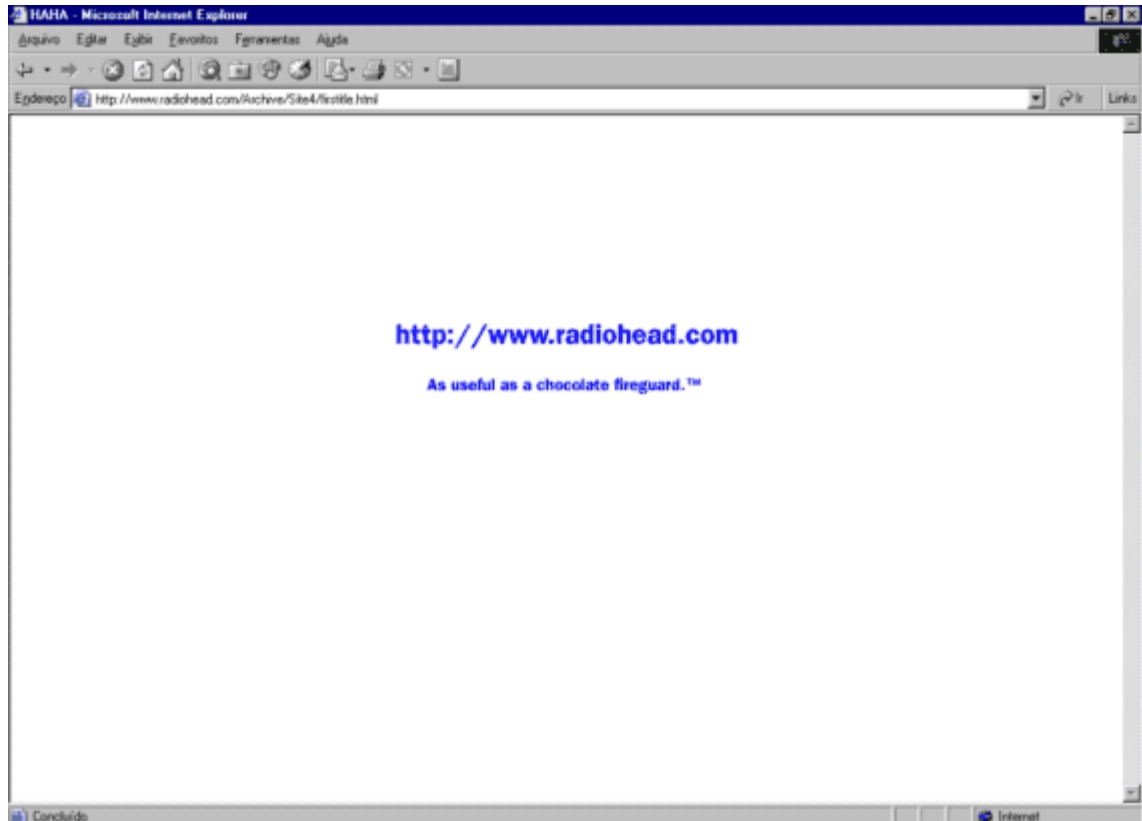 HAHA - Microsoft Internet Explorer
Arquivo Editar Exibir Favoritos Ferramentas Ajuda
Endereço http://www.radiohead.com/Archive/Site4/firstitle.html Ir Links
http://www.radiohead.com
As useful as a chocolate fireguard.™
Concluído Internet